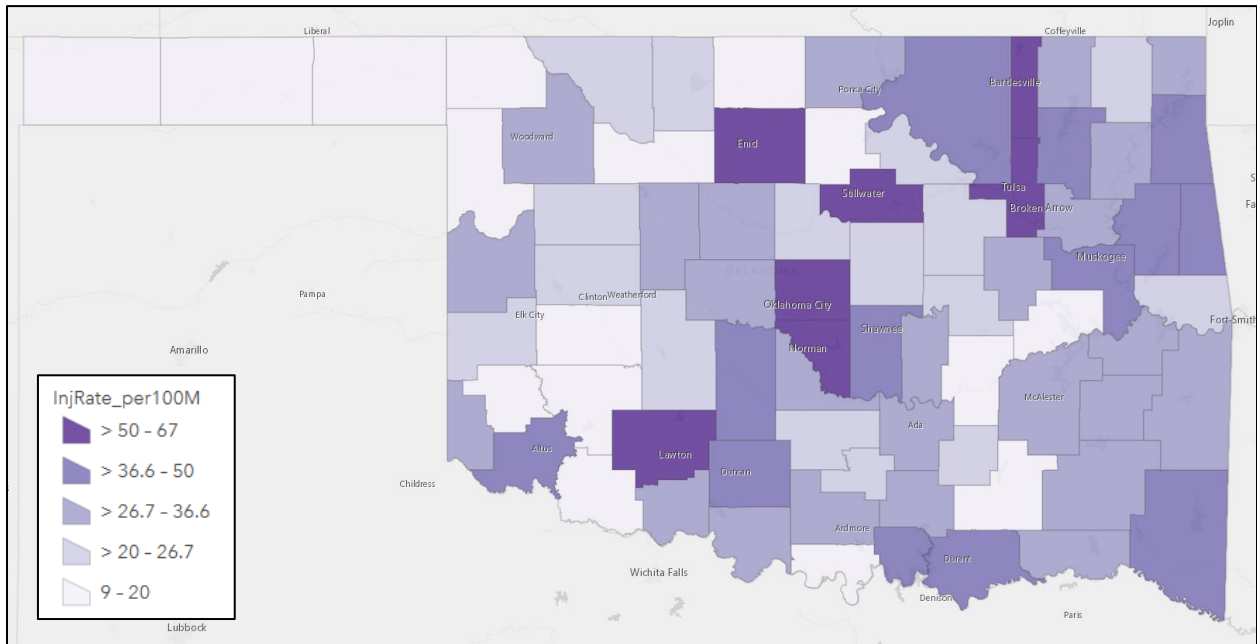 Liberal
Coffeyville
Joplin
Bartlesville
Ponca City
Woodward
Enid
Stillwater
Tulsa
Broken Arrow
OKLAHOMA
Muskogee
Pampa
Clinton
Weatherford
Oklahoma City
Elk City
Fort Smith
Shawnee
Amarillo
Norman
McAlester
Ada
Altus
Lawton
Duncan
Childress
Ardmore
Durant
Wichita Falls
Denison
Paris
Lubbock
InjRate_per100M
> 50 - 67
> 36.6 - 50
> 26.7 - 36.6
> 20 - 26.7
9 - 20